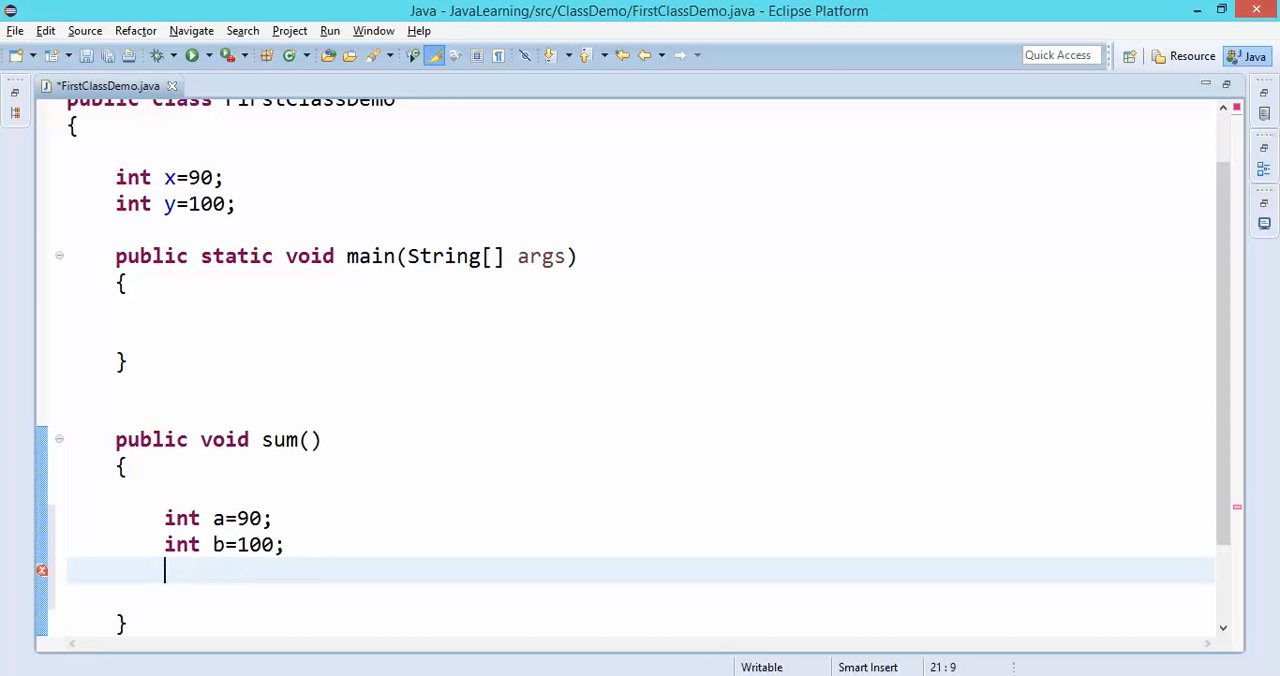 Java - JavaLearning/src/ClassDemo/FirstClassDemo.java - Eclipse Platform
File Edit Source Refactor Navigate Search Project Run Window Help
Quick Access Resource Java
*FirstClassDemo.java
public class FirstClassDemo
{
int x=90;
int y=100;
public static void main(String[] args)
{
}
public void sum()
{
int a=90;
int b=100;
}
Writable Smart Insert 21 : 9